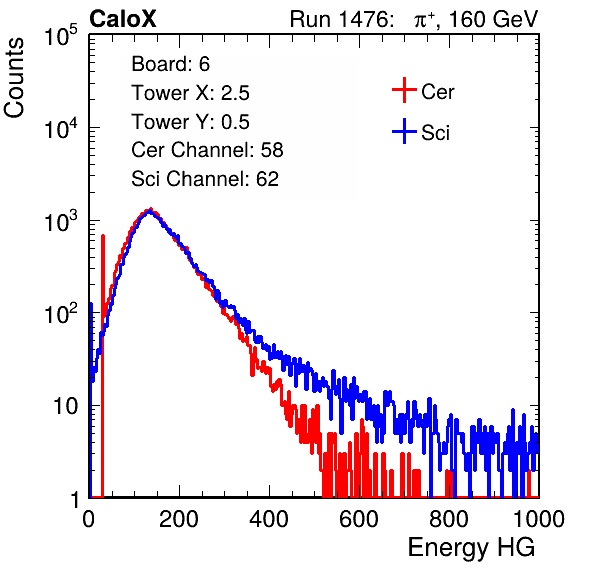 CaloX Run 1476: π⁺, 160 GeV
Counts
Board: 6
Tower X: 2.5
Tower Y: 0.5
Cer Channel: 58
Sci Channel: 62
Cer
Sci
10⁵
10⁴
10³
10²
10
1
0 200 400 600 800 1000
Energy HG